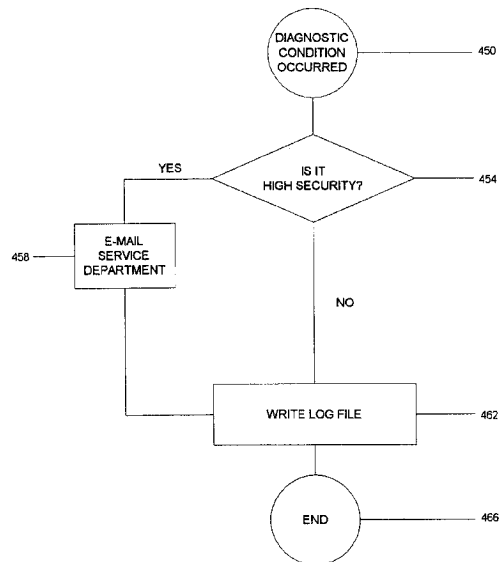 DIAGNOSTIC
CONDITION
OCCURRED
450
YES
IS IT
HIGH SECURITY?
454
458
E-MAIL
SERVICE
DEPARTMENT
NO
WRITE LOG FILE
462
END
466